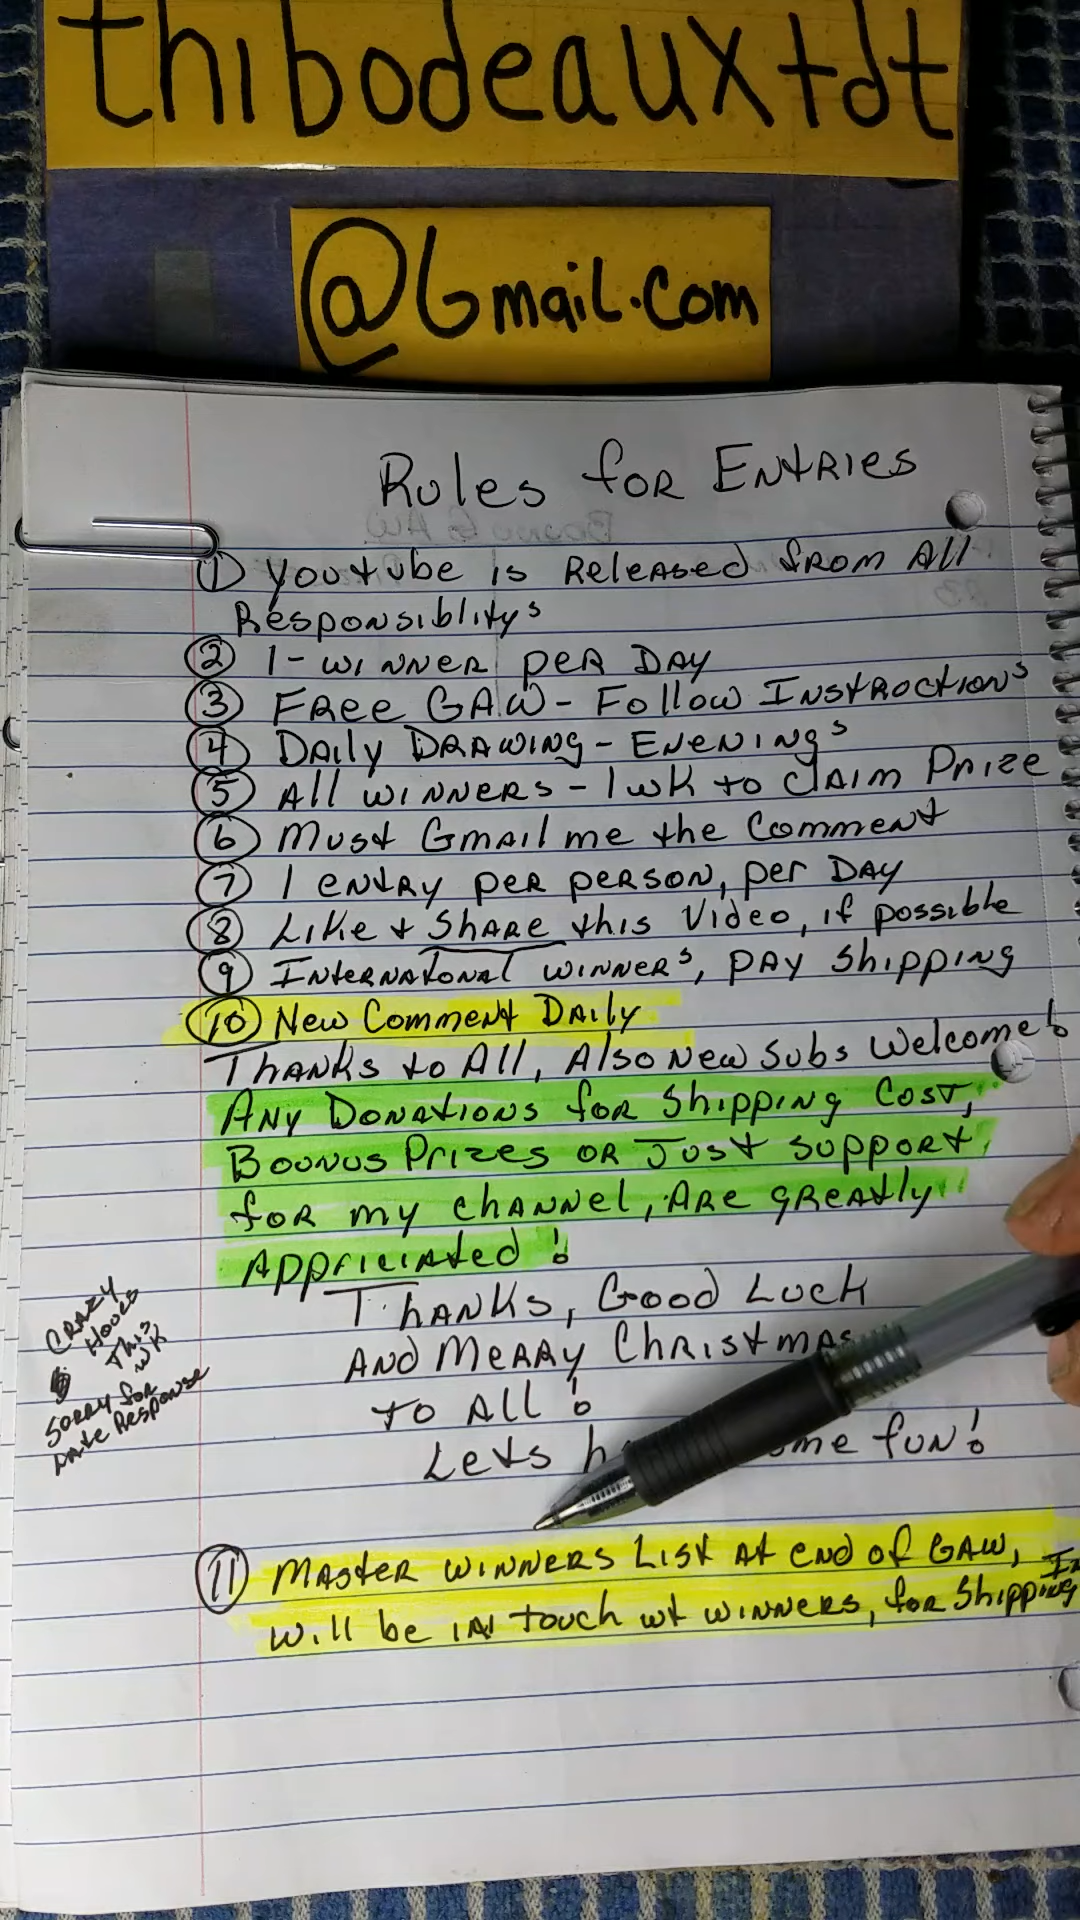 thibodeauxtdt
@Gmail.com
Rules for Entries
① Youtube is Released from All
Responsiblitys
② 1-Winner per Day
③ Free GAW - Follow Instructions
④ Daily Drawing - Evenings
⑤ All winners - 1 wk to Claim Prize
⑥ Must Gmail me the Comment
⑦ 1 entry per person, per Day
⑧ Like + Share this Video, if possible
⑨ International winners, pay shipping
⑩ New Comment Daily
Thanks to All, Also New Subs Welcome!
Any Donations for Shipping Cost,
Boonus Prizes or Just support
for my channel, Are greatly
Appriciated!
Thanks, Good Luck
And Merry Christmas
to All!
Lets fun!
Crazy
Hours
This
wk
Sorry for
Late Response
⑪ Master winners List At end of GAW, I
will be in touch wt winners, for Shipping